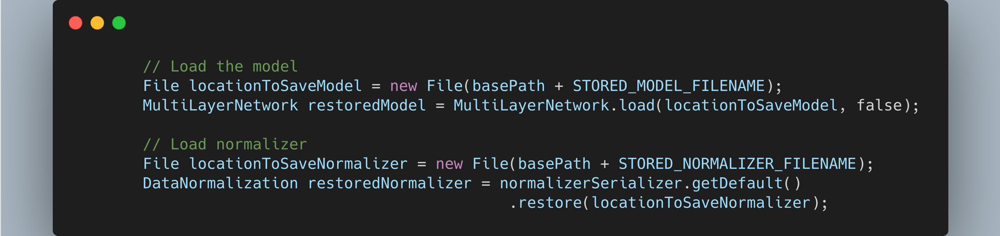 // Load the model
File locationToSaveModel = new File(basePath + STORED_MODEL_FILENAME);
MultiLayerNetwork restoredModel = MultiLayerNetwork.load(locationToSaveModel, false);
// Load normalizer
File locationToSaveNormalizer = new File(basePath + STORED_NORMALIZER_FILENAME);
DataNormalization restoredNormalizer = normalizerSerializer.getDefault()
.restore(locationToSaveNormalizer);